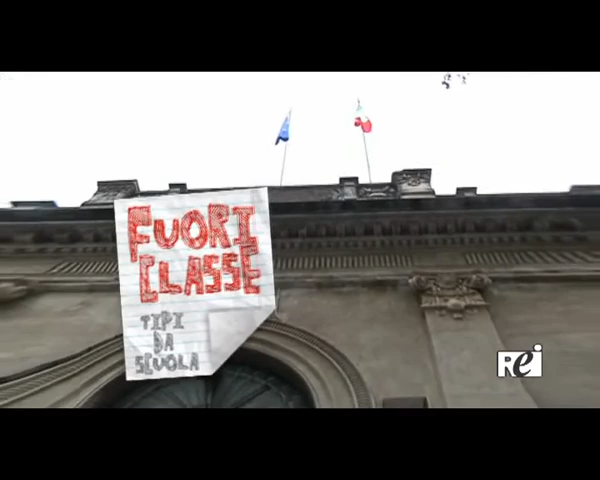 FUORI
CLASSE
TIPI
DA
SCUOLA
Rei